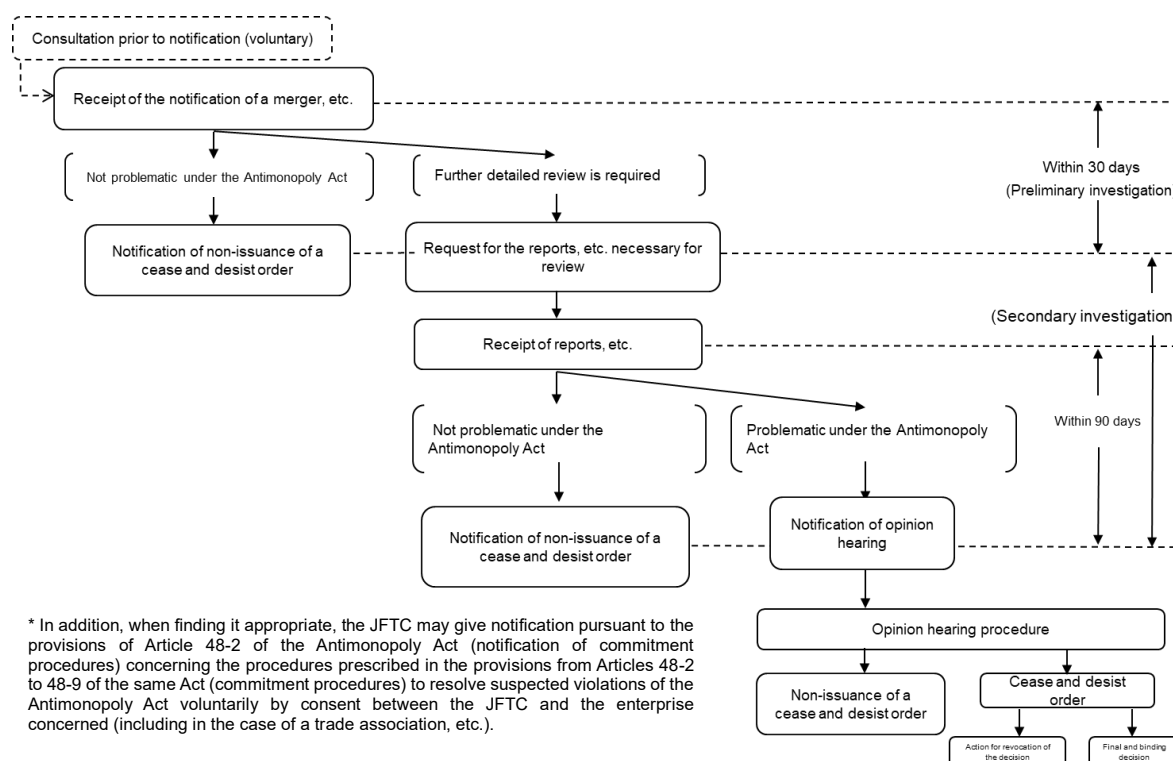 Consultation prior to notification (voluntary)
Receipt of the notification of a merger, etc.
Not problematic under the Antimonopoly Act
Further detailed review is required
Within 30 days
(Preliminary investigation
Notification of non-issuance of a
cease and desist order
Request for the reports, etc. necessary for
review
(Secondary investigation
Receipt of reports, etc.
Not problematic under the
Antimonopoly Act
Problematic under the Antimonopoly
Act
Within 90 days
Notification of non-issuance of a
cease and desist order
Notification of opinion
hearing
Opinion hearing procedure
* In addition, when finding it appropriate, the JFTC may give notification pursuant to the
provisions of Article 48-2 of the Antimonopoly Act (notification of commitment
procedures) concerning the procedures prescribed in the provisions from Articles 48-2
to 48-9 of the same Act (commitment procedures) to resolve suspected violations of the
Antimonopoly Act voluntarily by consent between the JFTC and the enterprise
concerned (including in the case of a trade association, etc.).
Non-issuance of a
cease and desist order
Cease and desist
order
Action for revocation of
the decision
Final and binding
decision